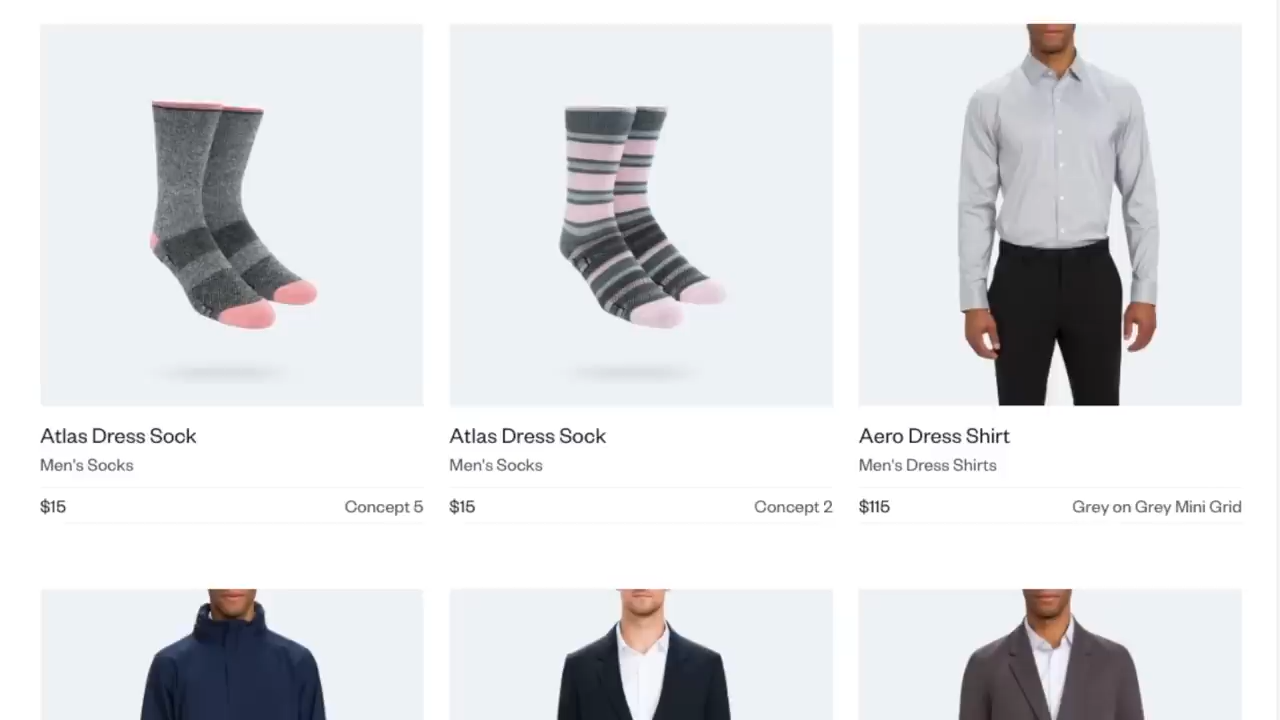 Atlas Dress Sock
Men's Socks
$15
Concept 5
Atlas Dress Sock
Men's Socks
$15
Concept 2
Aero Dress Shirt
Men's Dress Shirts
$115
Grey on Grey Mini Grid